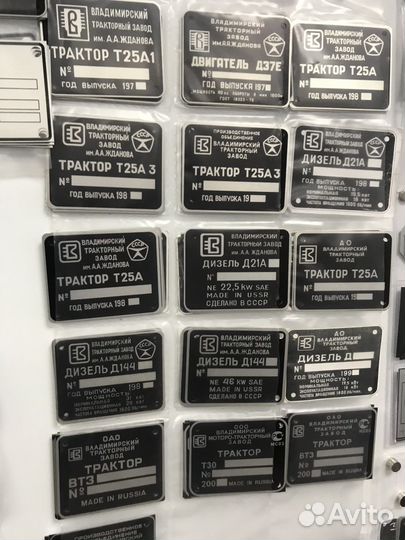 ВЛАДИМИРСКИЙ
ТРАКТОРНЫЙ ЗАВОД
им. А.А. ЖДАНОВА
ТРАКТОР Т25А1
№
ГОД ВЫПУСКА 197
ВЛАДИМИРСКИЙ
ТРАКТОРНЫЙ ЗАВОД
им. А.А. ЖДАНОВА
ДВИГАТЕЛЬ Д37Е
№
ГОД ВЫПУСКА 197
ВЛАДИМИРСКИЙ
ТРАКТОРНЫЙ
ЗАВОД
им. А.А. ЖДАНОВА
ТРАКТОР Т25А
№
ГОД ВЫПУСКА 198
ВЛАДИМИРСКИЙ
ТРАКТОРНЫЙ
ЗАВОД
им. А.А. ЖДАНОВА
ТРАКТОР Т25А 3
№
ГОД ВЫПУСКА 198
ПРОИЗВОДСТВЕННОЕ
ОБЪЕДИНЕНИЕ
ВЛАДИМИРСКИЙ
ТРАКТОРНЫЙ
ЗАВОД
им. А.А. ЖДАНОВА
ТРАКТОР Т25А 3
№
ГОД ВЫПУСКА 19
ВЛАДИМИРСКИЙ
ТРАКТОРНЫЙ
ЗАВОД
им. А.А. ЖДАНОВА
ДИЗЕЛЬ Д21А
№
ГОД ВЫПУСКА 198
МОЩНОСТЬ:
ВЛАДИМИРСКИЙ
ТРАКТОРНЫЙ
ЗАВОД
им. А.А. ЖДАНОВА
ТРАКТОР Т25А
№
ГОД ВЫПУСКА 198
ВЛАДИМИРСКИЙ
ТРАКТОРНЫЙ ЗАВОД
им. А.А. ЖДАНОВА
ДИЗЕЛЬ Д21А
№
NE 22,5 kW SAE
MADE IN USSR
СДЕЛАНО В СССР
АО
ВЛАДИМИРСКИЙ
ТРАКТОРНЫЙ
ЗАВОД
ТРАКТОР Т25А
№
ГОД ВЫПУСКА 19
ВЛАДИМИРСКИЙ
ТРАКТОРНЫЙ
ЗАВОД
им. А.А. ЖДАНОВА
ДИЗЕЛЬ Д144
№
ГОД ВЫПУСКА 198
МОЩНОСТЬ:
ВЛАДИМИРСКИЙ
ТРАКТОРНЫЙ ЗАВОД
им. А.А. ЖДАНОВА
ДИЗЕЛЬ Д144
№
NE 46 kW SAE
MADE IN USSR
СДЕЛАНО В СССР
АО
ВЛАДИМИРСКИЙ
ТРАКТОРНЫЙ
ЗАВОД
ДИЗЕЛЬ Д
№
ГОД ВЫПУСКА 199
МОЩНОСТЬ:
ОАО
ВЛАДИМИРСКИЙ
ТРАКТОРНЫЙ
ЗАВОД
ТРАКТОР
ВТЗ
№
MADE IN RUSSIA
ООО
ВЛАДИМИРСКИЙ
МОТОРО-ТРАКТОРНЫЙ
ЗАВОД
ТРАКТОР
Т30
№
200 MADE IN RUSSIA
ООО
ВЛАДИМИРСКИЙ
ТРАКТОРНЫЙ
ЗАВОД
ТРАКТОР
ВТЗ
№
200 MADE IN RUSSIA
ПРОИЗВОДСТВЕННОЕ
ОБЪЕДИНЕНИЕ
Avito